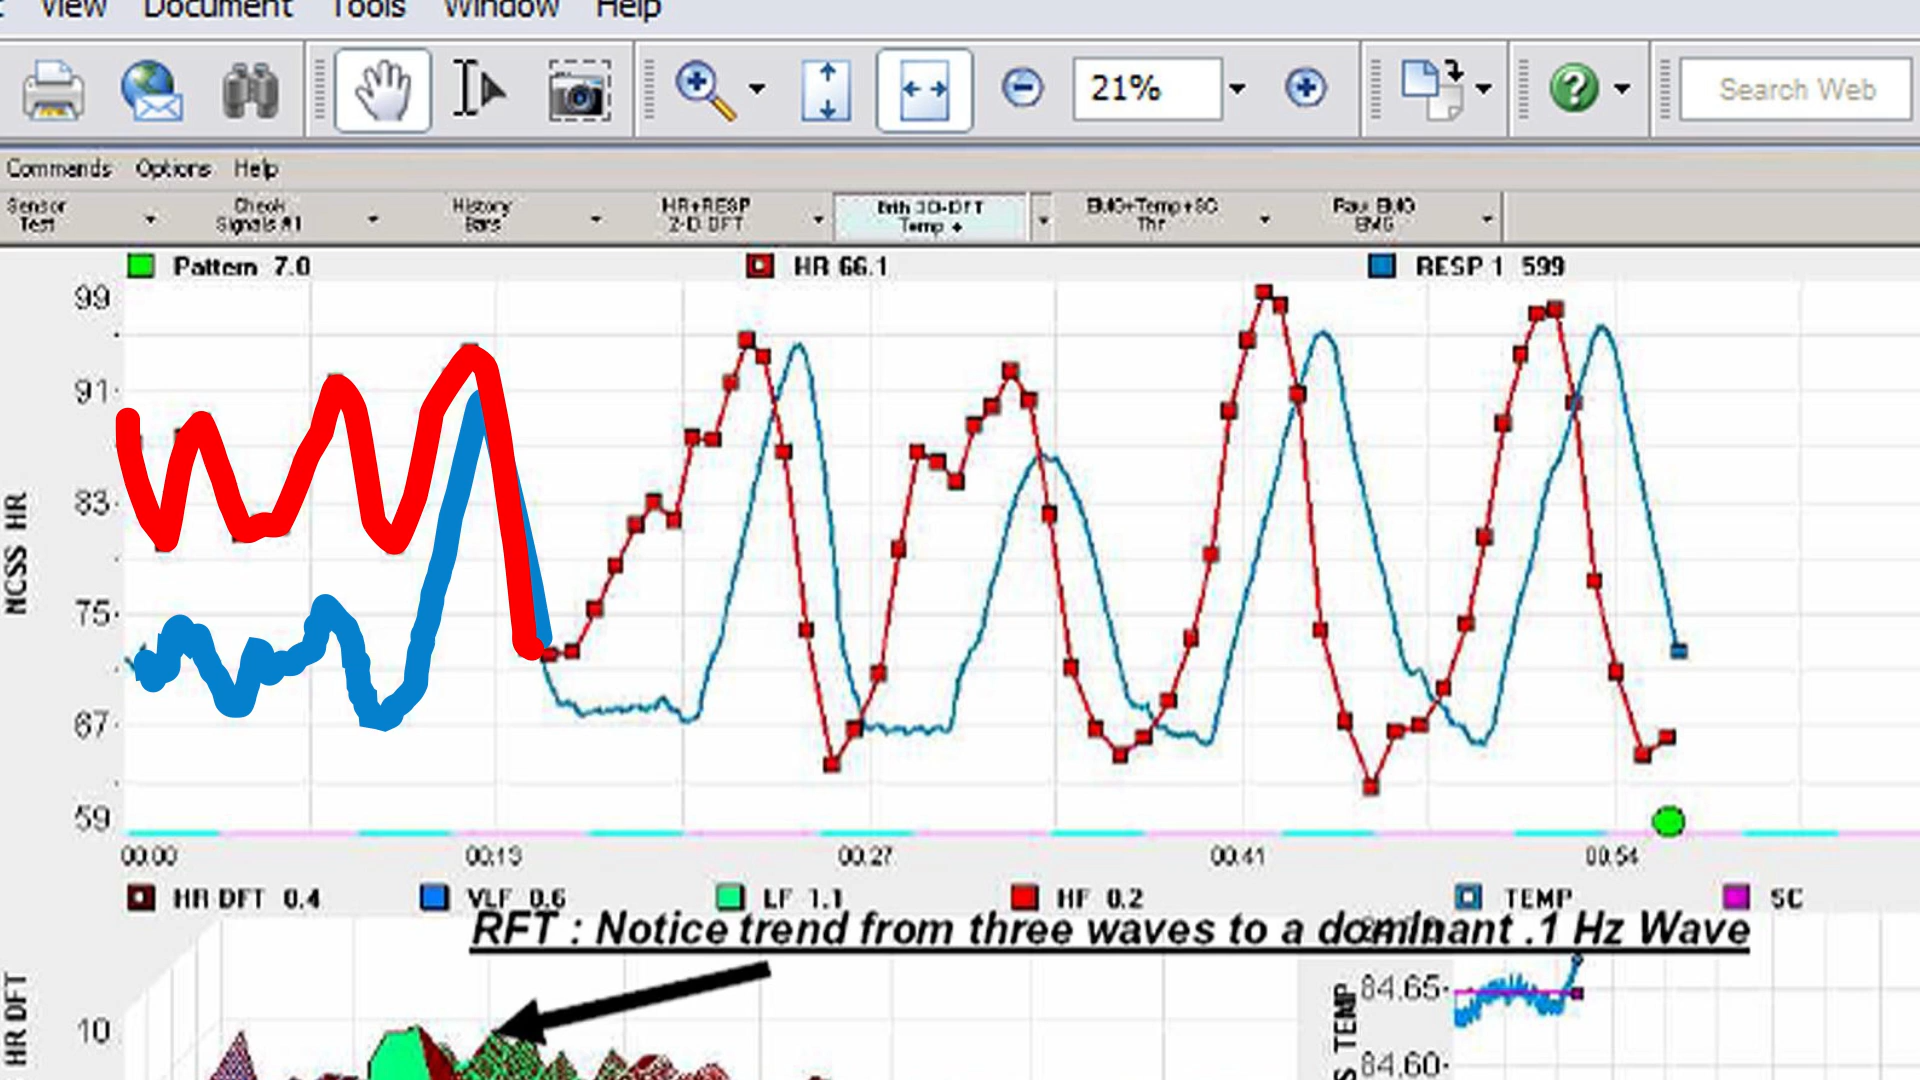 View Document Tools Window Help
21%
Search Web
Commands Options Help
Sensor Test
Check Signals #1
History Bars
HR+RESP 2-D DFT
Temp +
EMG+Temp+SC Thr
Raw EMG EMG
Pattern 7.0 HR 66.1 RESP 1 599
99
91
83
75
67
59
NCSS HR
00:00 00:13 00:27 00:41 00:54
HR DFT 0.4 VLF 0.6 LF 1.1 HF 0.2 TEMP SC
RFT : Notice trend from three waves to a dominant .1 Hz Wave
HR DFT
10
S TEMP
84.65
84.60